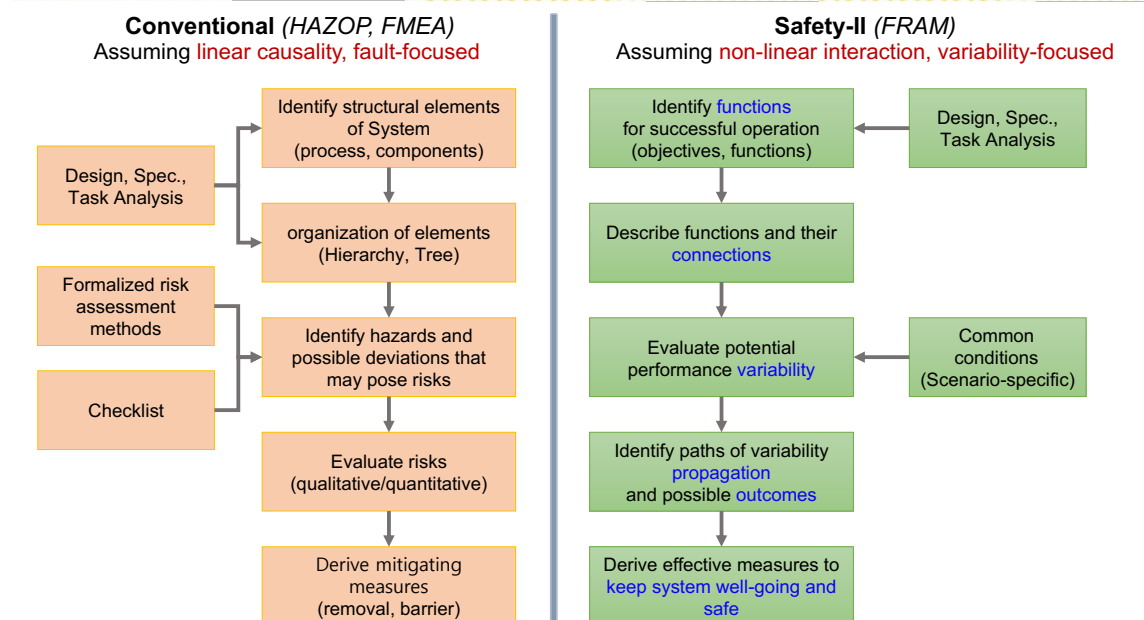 Conventional (HAZOP, FMEA)
Assuming linear causality, fault-focused
Design, Spec.,
Task Analysis
Formalized risk
assessment
methods
Checklist
Identify structural elements
of System
(process, components)
organization of elements
(Hierarchy, Tree)
Identify hazards and
possible deviations that
may pose risks
Evaluate risks
(qualitative/quantitative)
Derive mitigating
measures
(removal, barrier)
Safety-II (FRAM)
Assuming non-linear interaction, variability-focused
Identify functions
for successful operation
(objectives, functions)
Design, Spec.,
Task Analysis
Describe functions and their
connections
Evaluate potential
performance variability
Common
conditions
(Scenario-specific)
Identify paths of variability
propagation
and possible outcomes
Derive effective measures to
keep system well-going and
safe